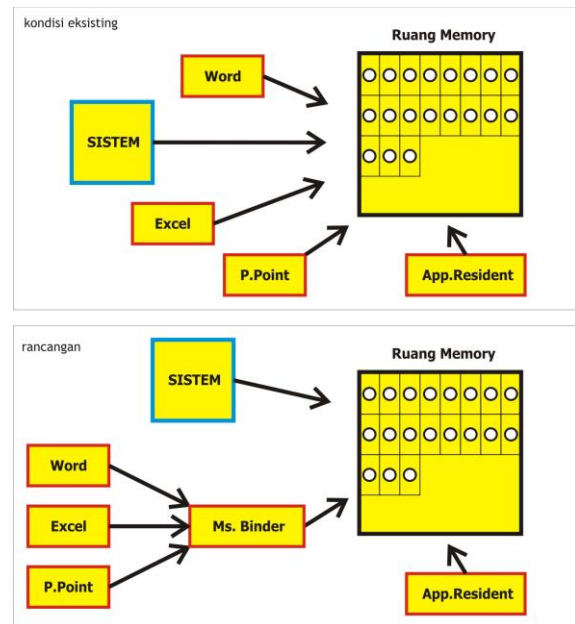 kondisi eksisting
Ruang Memory
Word
SISTEM
Excel
P.Point
App.Resident
rancangan
SISTEM
Ruang Memory
Word
Excel
Ms. Binder
P.Point
App.Resident